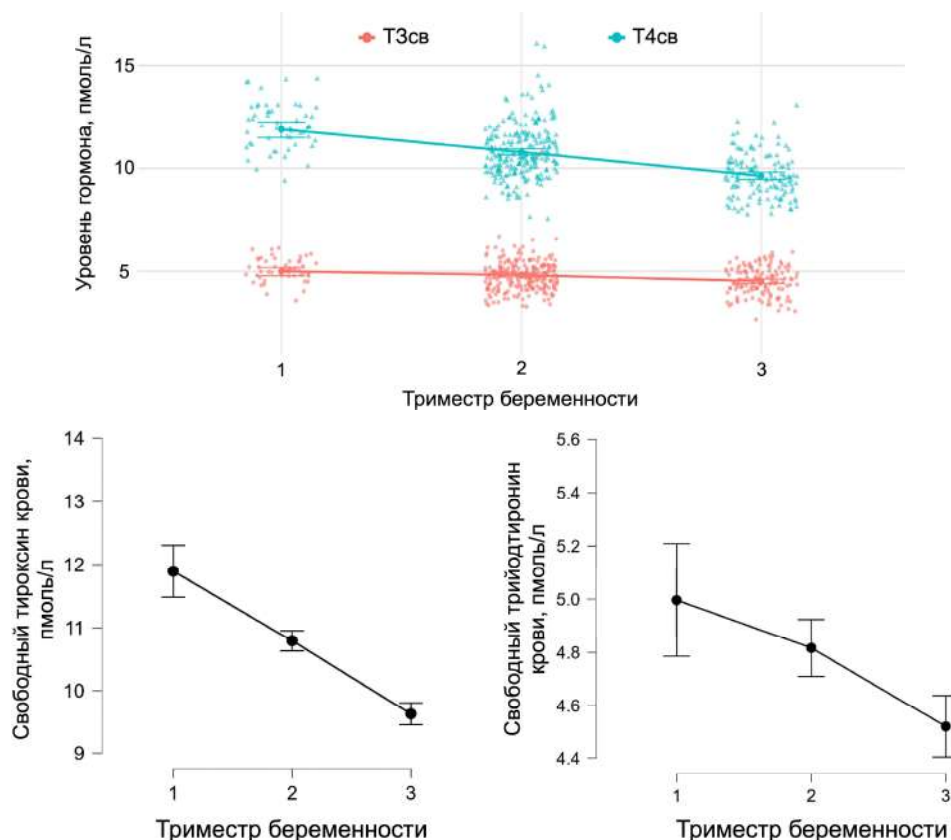 Т3св
Т4св
Уровень гормона, пмоль/л
15
10
5
1
2
3
Триместр беременности
Свободный тироксин крови,
пмоль/л
14
13
12
11
10
9
1
2
3
Триместр беременности
Свободный трийодтиронин
крови, пмоль/л
5.6
5.4
5.2
5.0
4.8
4.6
4.4
1
2
3
Триместр беременности